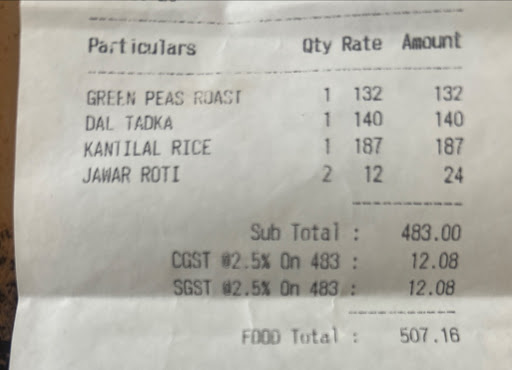 Particulars Qty Rate Amount
GREEN PEAS ROAST 1 132 132
DAL TADKA 1 140 140
KANTILAL RICE 1 187 187
JAWAR ROTI 2 12 24
Sub Total : 483.00
CGST @2.5% On 483 : 12.08
SGST @2.5% On 483 : 12.08
FOOD Total : 507.16